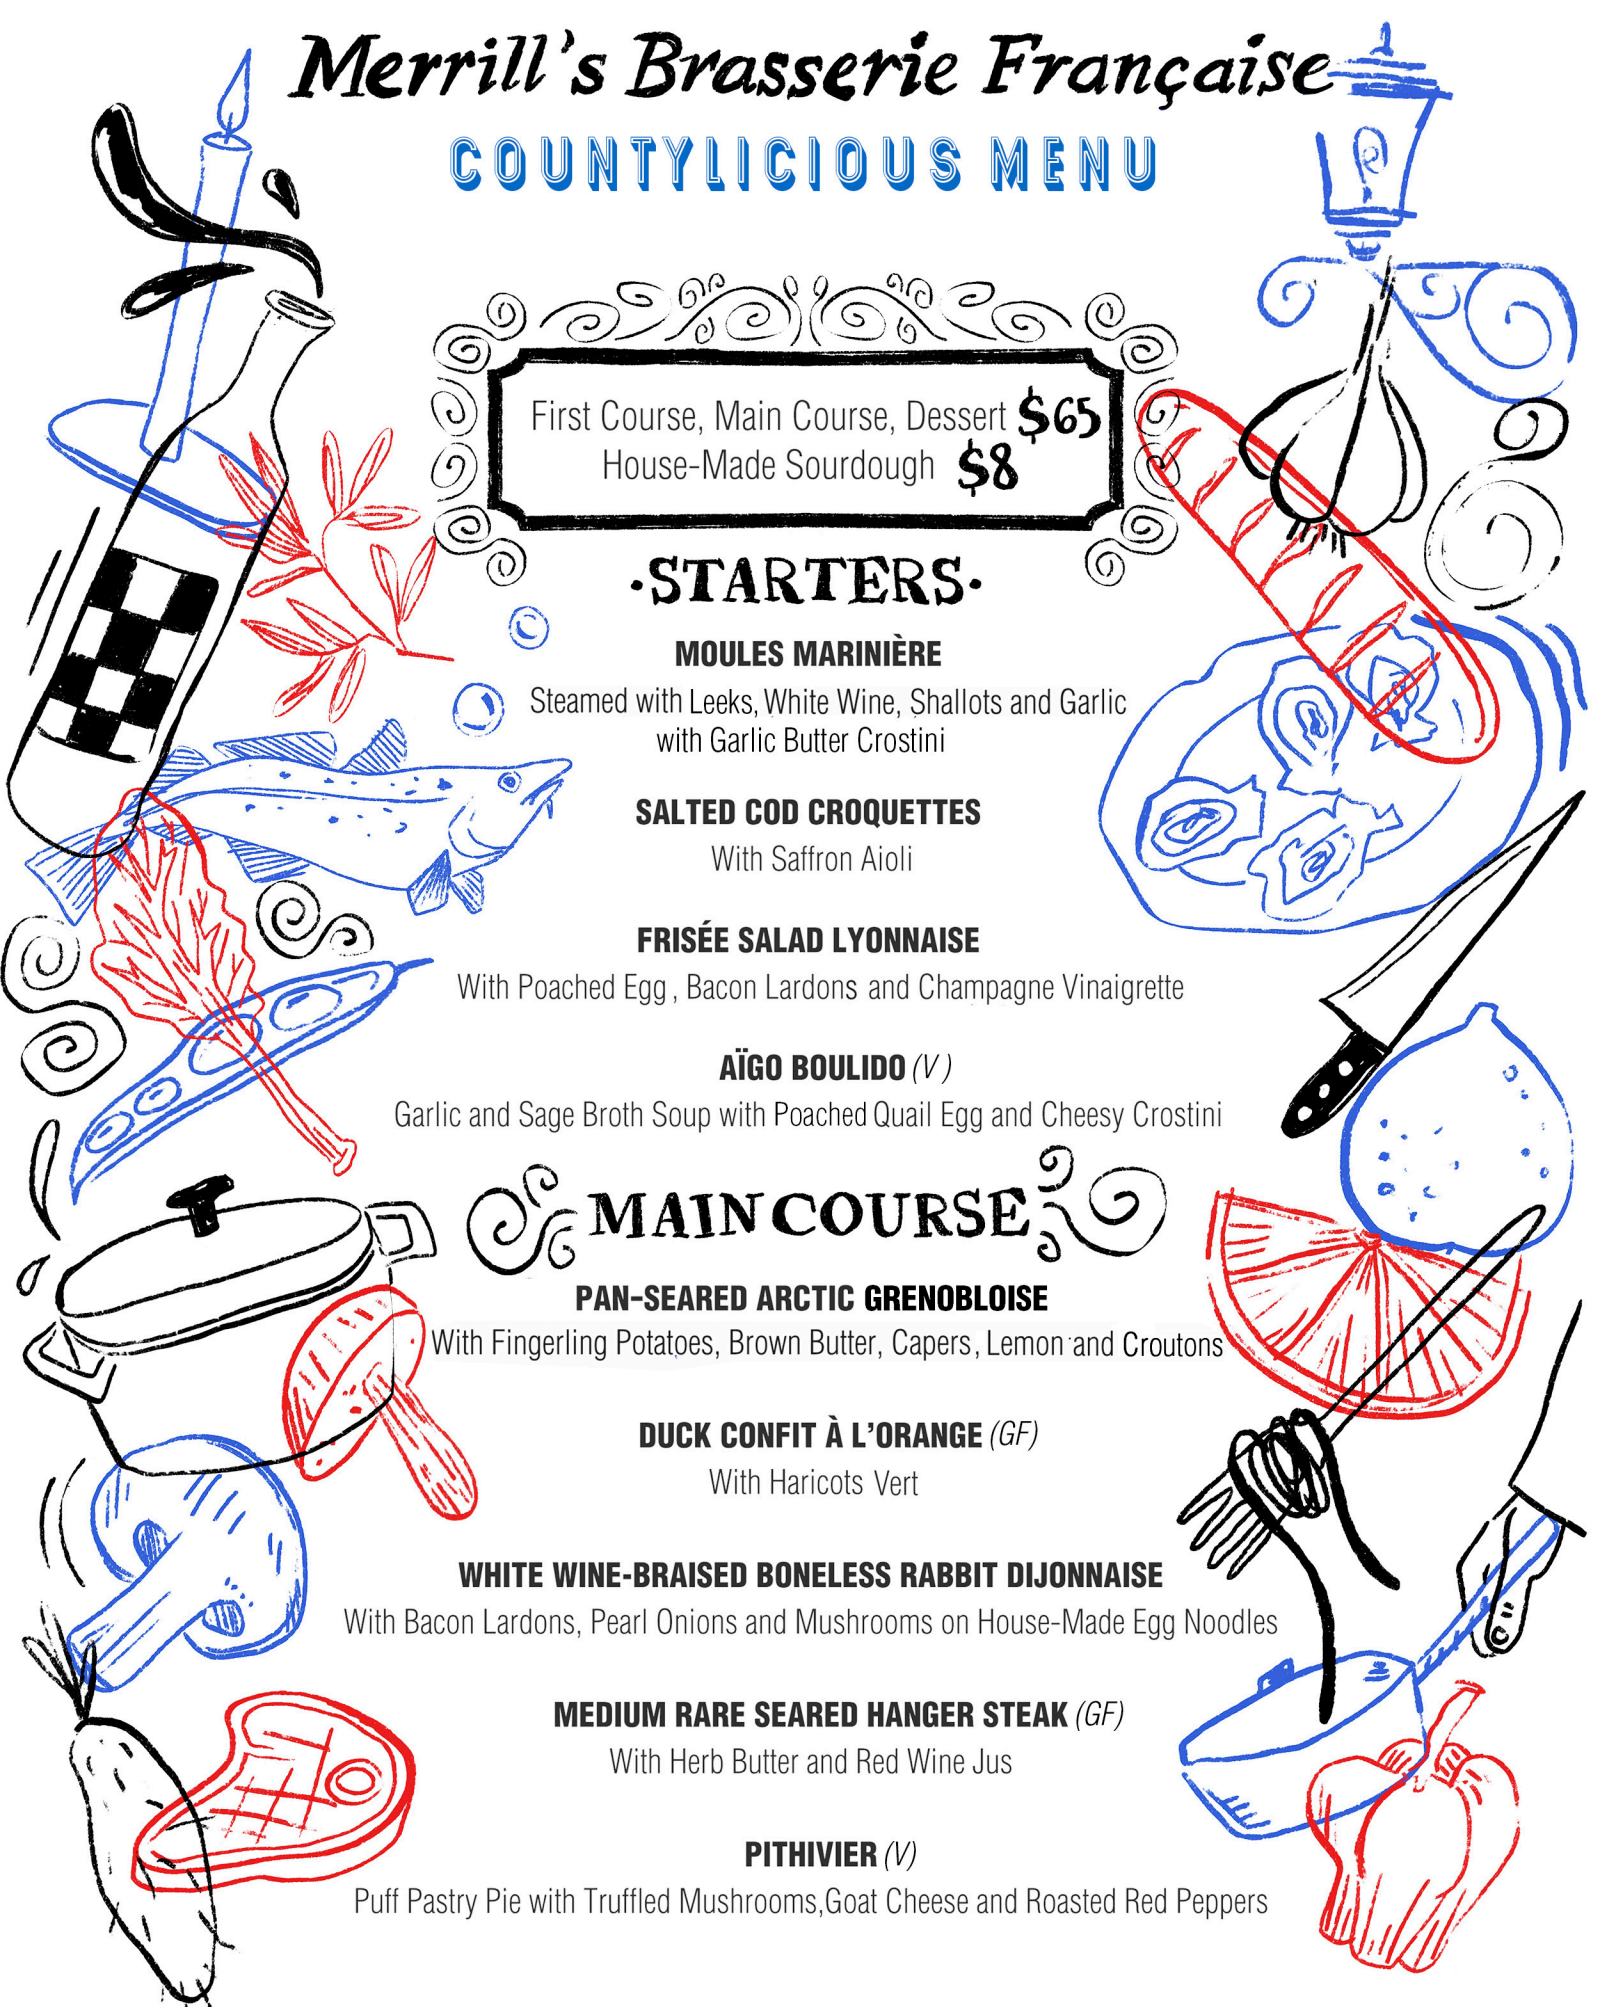 Merrill's Brasserie Française
COUNTYLICIOUS MENU
First Course, Main Course, Dessert $65
House-Made Sourdough $8
·STARTERS·
MOULES MARINIÈRE
Steamed with Leeks, White Wine, Shallots and Garlic
with Garlic Butter Crostini
SALTED COD CROQUETTES
With Saffron Aioli
FRISÉE SALAD LYONNAISE
With Poached Egg, Bacon Lardons and Champagne Vinaigrette
AÏGO BOULIDO (V)
Garlic and Sage Broth Soup with Poached Quail Egg and Cheesy Crostini
MAIN COURSE
PAN-SEARED ARCTIC GRENOBLOISE
With Fingerling Potatoes, Brown Butter, Capers, Lemon and Croutons
DUCK CONFIT À L'ORANGE (GF)
With Haricots Vert
WHITE WINE-BRAISED BONELESS RABBIT DIJONNAISE
With Bacon Lardons, Pearl Onions and Mushrooms on House-Made Egg Noodles
MEDIUM RARE SEARED HANGER STEAK (GF)
With Herb Butter and Red Wine Jus
PITHIVIER (V)
Puff Pastry Pie with Truffled Mushrooms,Goat Cheese and Roasted Red Peppers